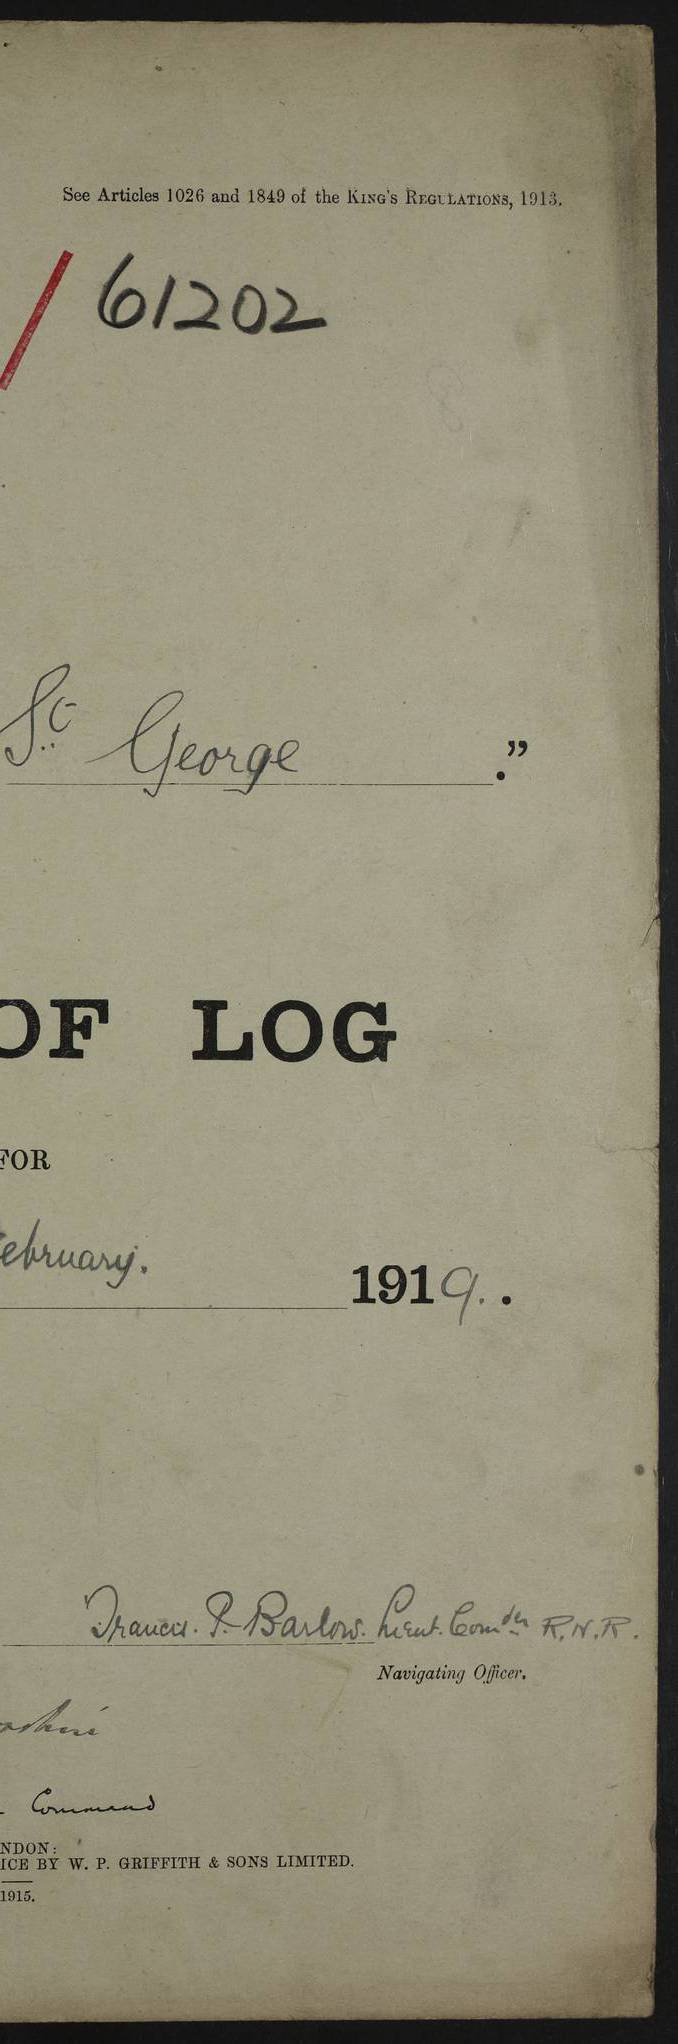 See Articles 1026 and 1849 of the KING'S REGULATIONS, 1913.
61202
St George ."
OF LOG
FOR
ebruary. 1919. .
Francis. P. Barlow. Lieut. Comder R.N.R.
Navigating Officer.
Command
NDON:
ICE BY W. P. GRIFFITH & SONS LIMITED.
1915.